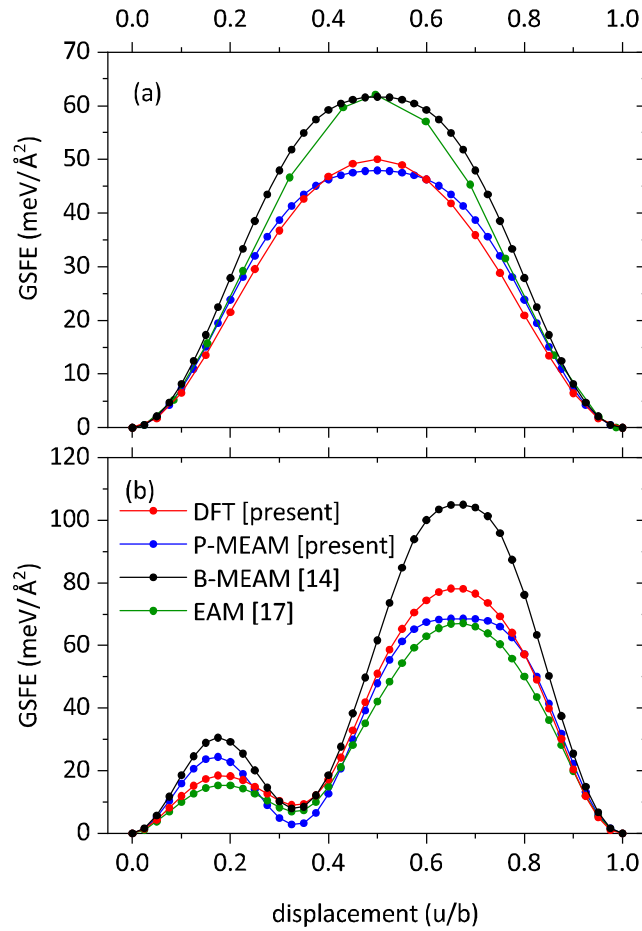 0.0 0.2 0.4 0.6 0.8 1.0
70
60
50
40
30
20
10
0
GSFE (meV/Å²)
(a)
120
100
80
60
40
20
0
GSFE (meV/Å²)
(b)
DFT [present]
P-MEAM [present]
B-MEAM [14]
EAM [17]
0.0 0.2 0.4 0.6 0.8 1.0
displacement (u/b)